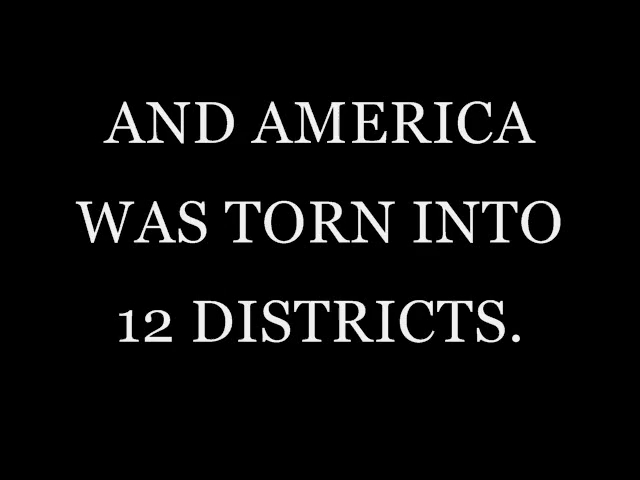 AND AMERICA
WAS TORN INTO
12 DISTRICTS.